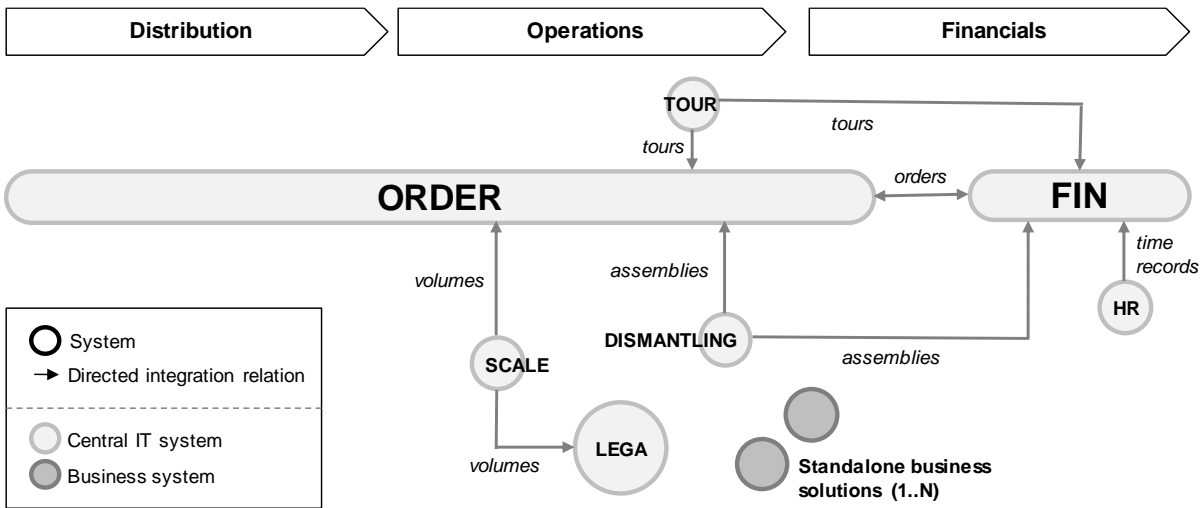 Distribution
Operations
Financials
TOUR
tours
tours
ORDER
orders
FIN
volumes
assemblies
time
records
HR
DISMANTLING
assemblies
SCALE
volumes
LEGA
Standalone business
solutions (1..N)
System
Directed integration relation
Central IT system
Business system